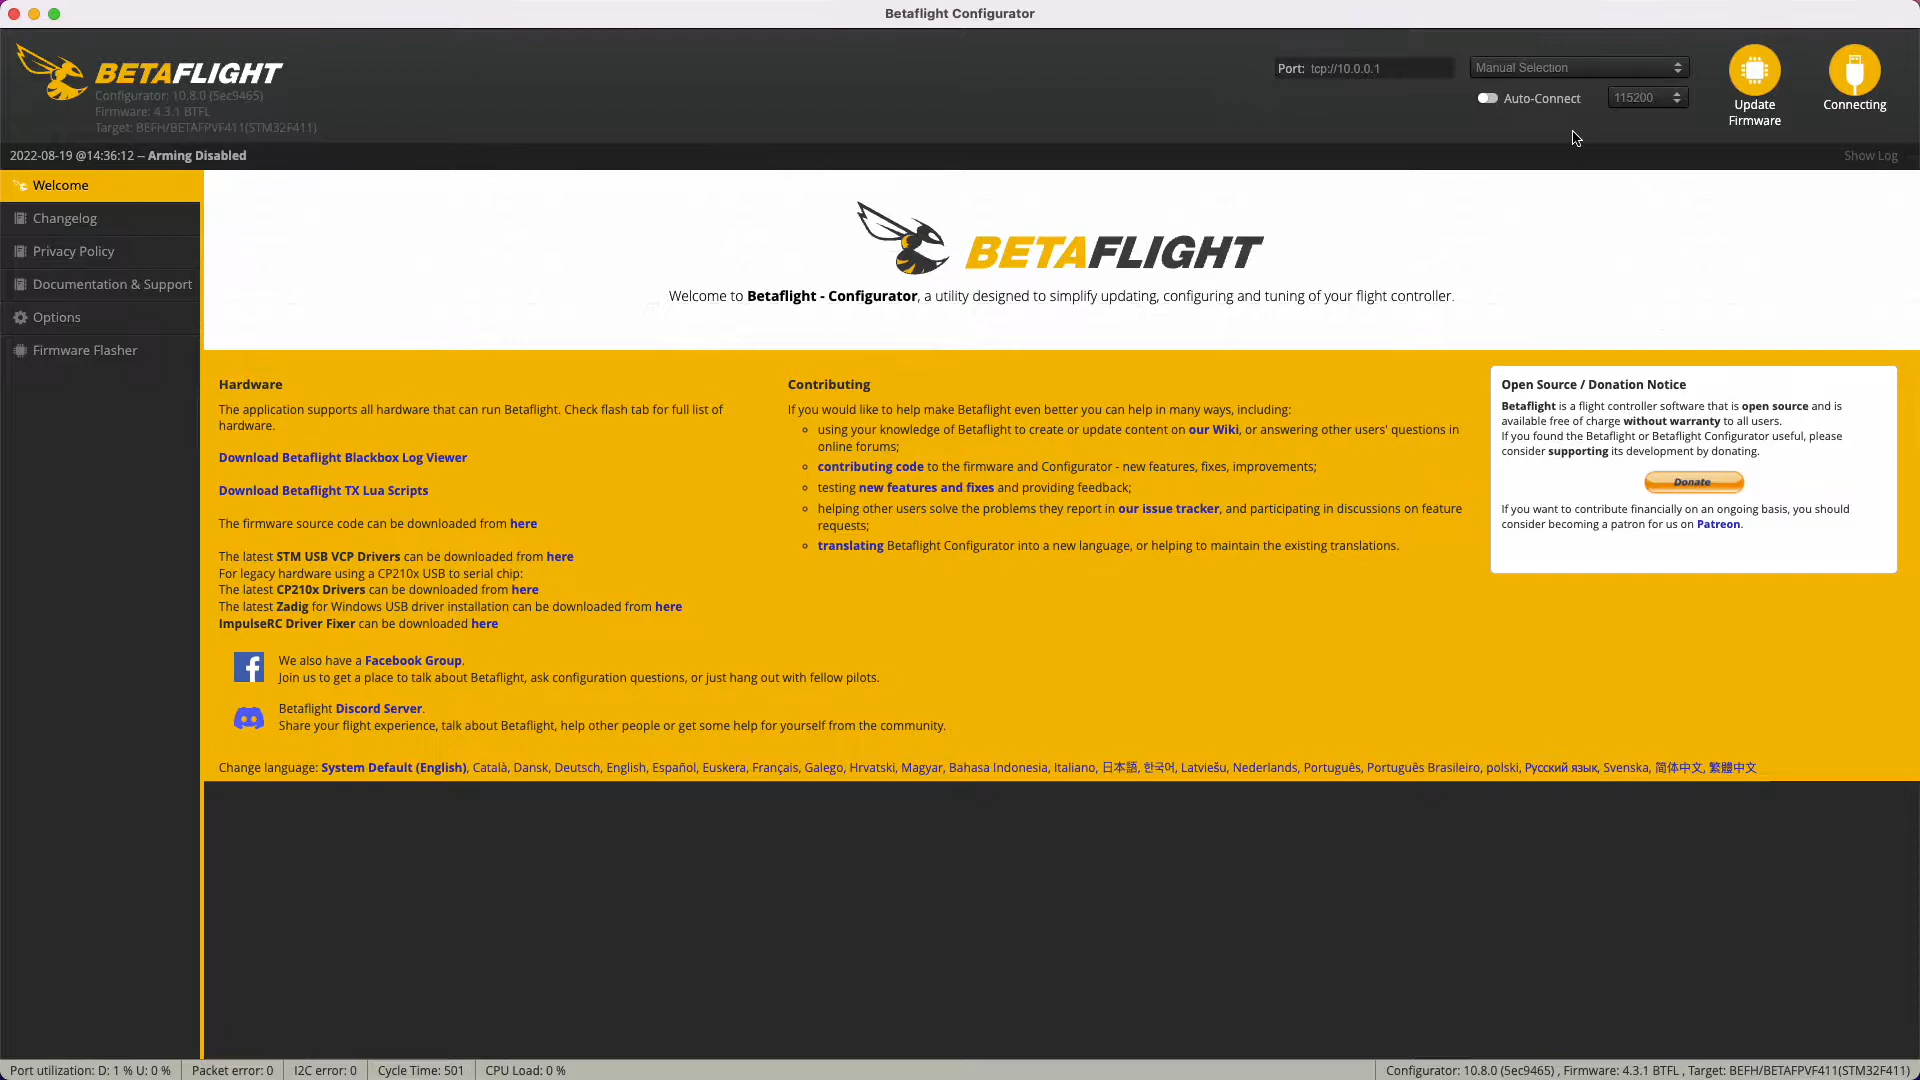 Betaflight Configurator
BETAFLIGHT
Configurator: 10.8.0 (5ec9465)
Firmware: 4.3.1 BTFL
Target: BEFH/BETAFPVF411(STM32F411)
Port: tcp://10.0.0.1
Manual Selection
Auto-Connect
115200
Update
Firmware
Connecting
2022-08-19 @14:36:12 -- Arming Disabled
Show Log
Welcome
Changelog
Privacy Policy
Documentation & Support
Options
Firmware Flasher
BETAFLIGHT
Welcome to Betaflight - Configurator, a utility designed to simplify updating, configuring and tuning of your flight controller.
Hardware
The application supports all hardware that can run Betaflight. Check flash tab for full list of
hardware.
Download Betaflight Blackbox Log Viewer
Download Betaflight TX Lua Scripts
The firmware source code can be downloaded from here
The latest STM USB VCP Drivers can be downloaded from here
For legacy hardware using a CP210x USB to serial chip:
The latest CP210x Drivers can be downloaded from here
The latest Zadig for Windows USB driver installation can be downloaded from here
ImpulseRC Driver Fixer can be downloaded here
We also have a Facebook Group.
Join us to get a place to talk about Betaflight, ask configuration questions, or just hang out with fellow pilots.
Betaflight Discord Server.
Share your flight experience, talk about Betaflight, help other people or get some help for yourself from the community.
Contributing
If you would like to help make Betaflight even better you can help in many ways, including:
using your knowledge of Betaflight to create or update content on our Wiki, or answering other users' questions in
online forums;
contributing code to the firmware and Configurator - new features, fixes, improvements;
testing new features and fixes and providing feedback;
helping other users solve the problems they report in our issue tracker, and participating in discussions on feature
requests;
translating Betaflight Configurator into a new language, or helping to maintain the existing translations.
Open Source / Donation Notice
Betaflight is a flight controller software that is open source and is
available free of charge without warranty to all users.
If you found the Betaflight or Betaflight Configurator useful, please
consider supporting its development by donating.
Donate
If you want to contribute financially on an ongoing basis, you should
consider becoming a patron for us on Patreon.
Change language: System Default (English), Català, Dansk, Deutsch, English, Español, Euskera, Français, Galego, Hrvatski, Magyar, Bahasa Indonesia, Italiano, 日本語, 한국어, Latviešu, Nederlands, Português, Português Brasileiro, polski, Русский язык, Svenska, 简体中文, 繁體中文
Port utilization: D: 1 % U: 0 %
Packet error: 0
I2C error: 0
Cycle Time: 501
CPU Load: 0 %
Configurator: 10.8.0 (5ec9465) , Firmware: 4.3.1 BTFL , Target: BEFH/BETAFPVF411(STM32F411)